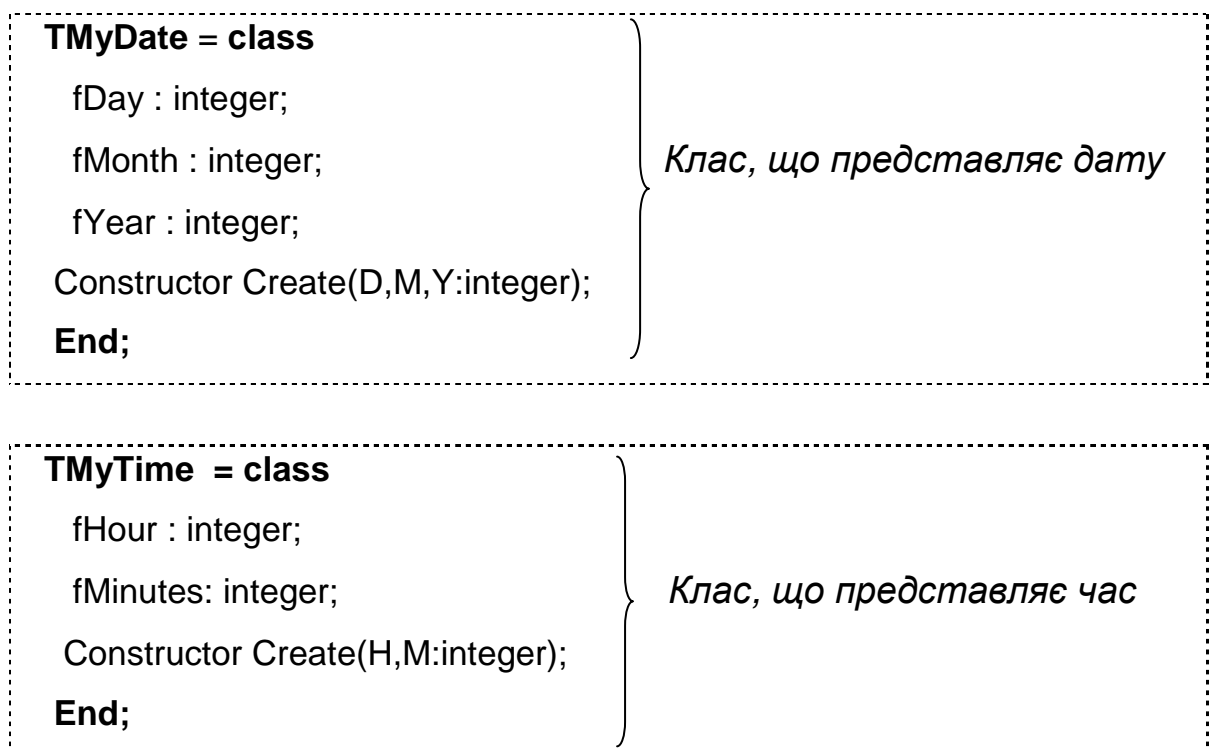 TMyDate = class
fDay : integer;
fMonth : integer;
fYear : integer;
Constructor Create(D,M,Y:integer);
End;
Клас, що представляє дату
TMyTime = class
fHour : integer;
fMinutes: integer;
Constructor Create(H,M:integer);
End;
Клас, що представляє час